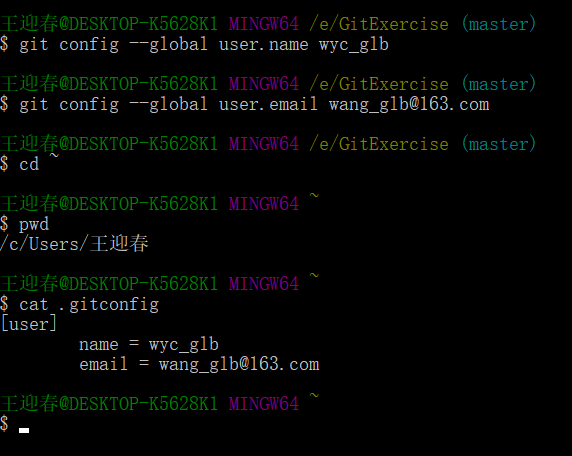 王迎春@DESKTOP-K5628K1 MINGW64 /e/GitExercise (master)
$ git config --global user.name wyc_glb
王迎春@DESKTOP-K5628K1 MINGW64 /e/GitExercise (master)
$ git config --global user.email wang_glb@163.com
王迎春@DESKTOP-K5628K1 MINGW64 /e/GitExercise (master)
$ cd ~
王迎春@DESKTOP-K5628K1 MINGW64 ~
$ pwd
/c/Users/王迎春
王迎春@DESKTOP-K5628K1 MINGW64 ~
$ cat .gitconfig
[user]
        name = wyc_glb
        email = wang_glb@163.com
王迎春@DESKTOP-K5628K1 MINGW64 ~
$